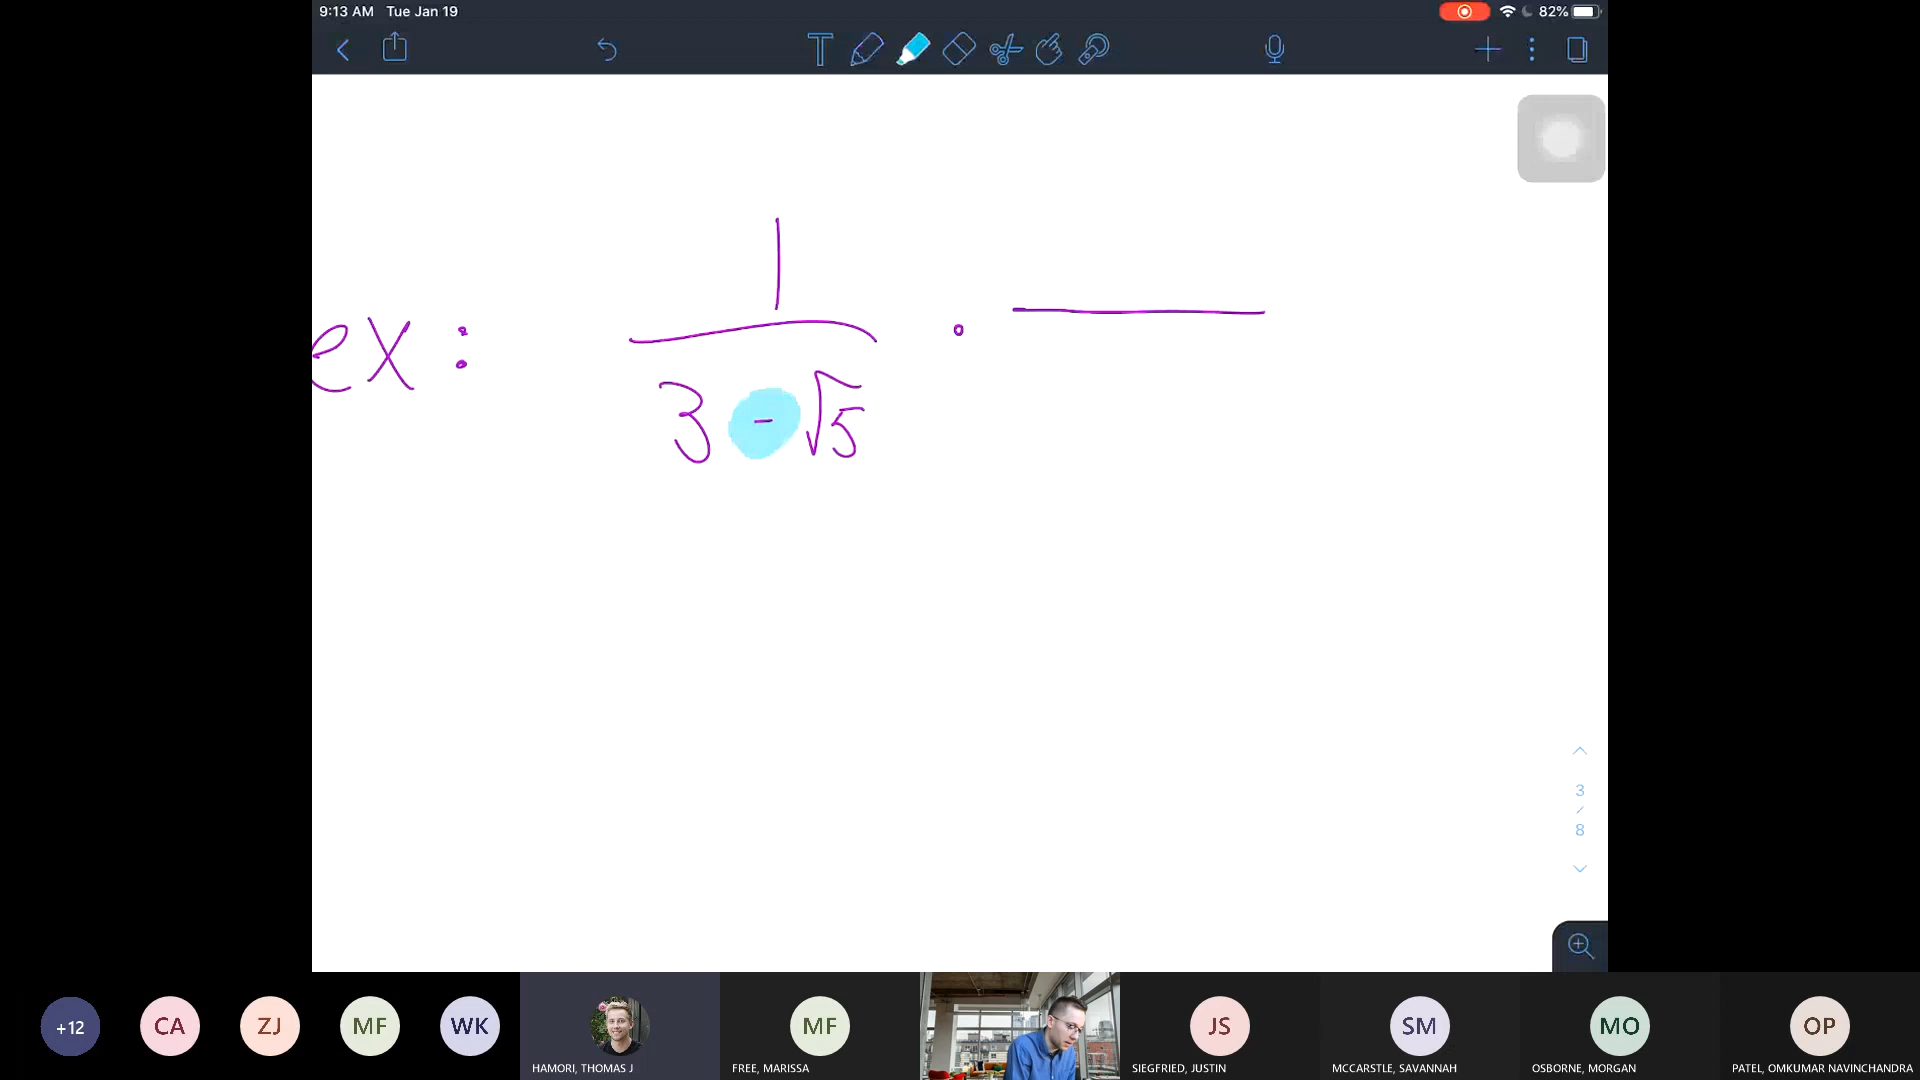 9:13 AM Tue Jan 19 82%
T
1
ex: ———— · ————
3 - √5
3
/
8
+12 CA ZJ MF WK MF JS SM MO OP
HAMORI, THOMAS J FREE, MARISSA SIEGFRIED, JUSTIN MCCARSTLE, SAVANNAH OSBORNE, MORGAN PATEL, OMKUMAR NAVINCHANDRA